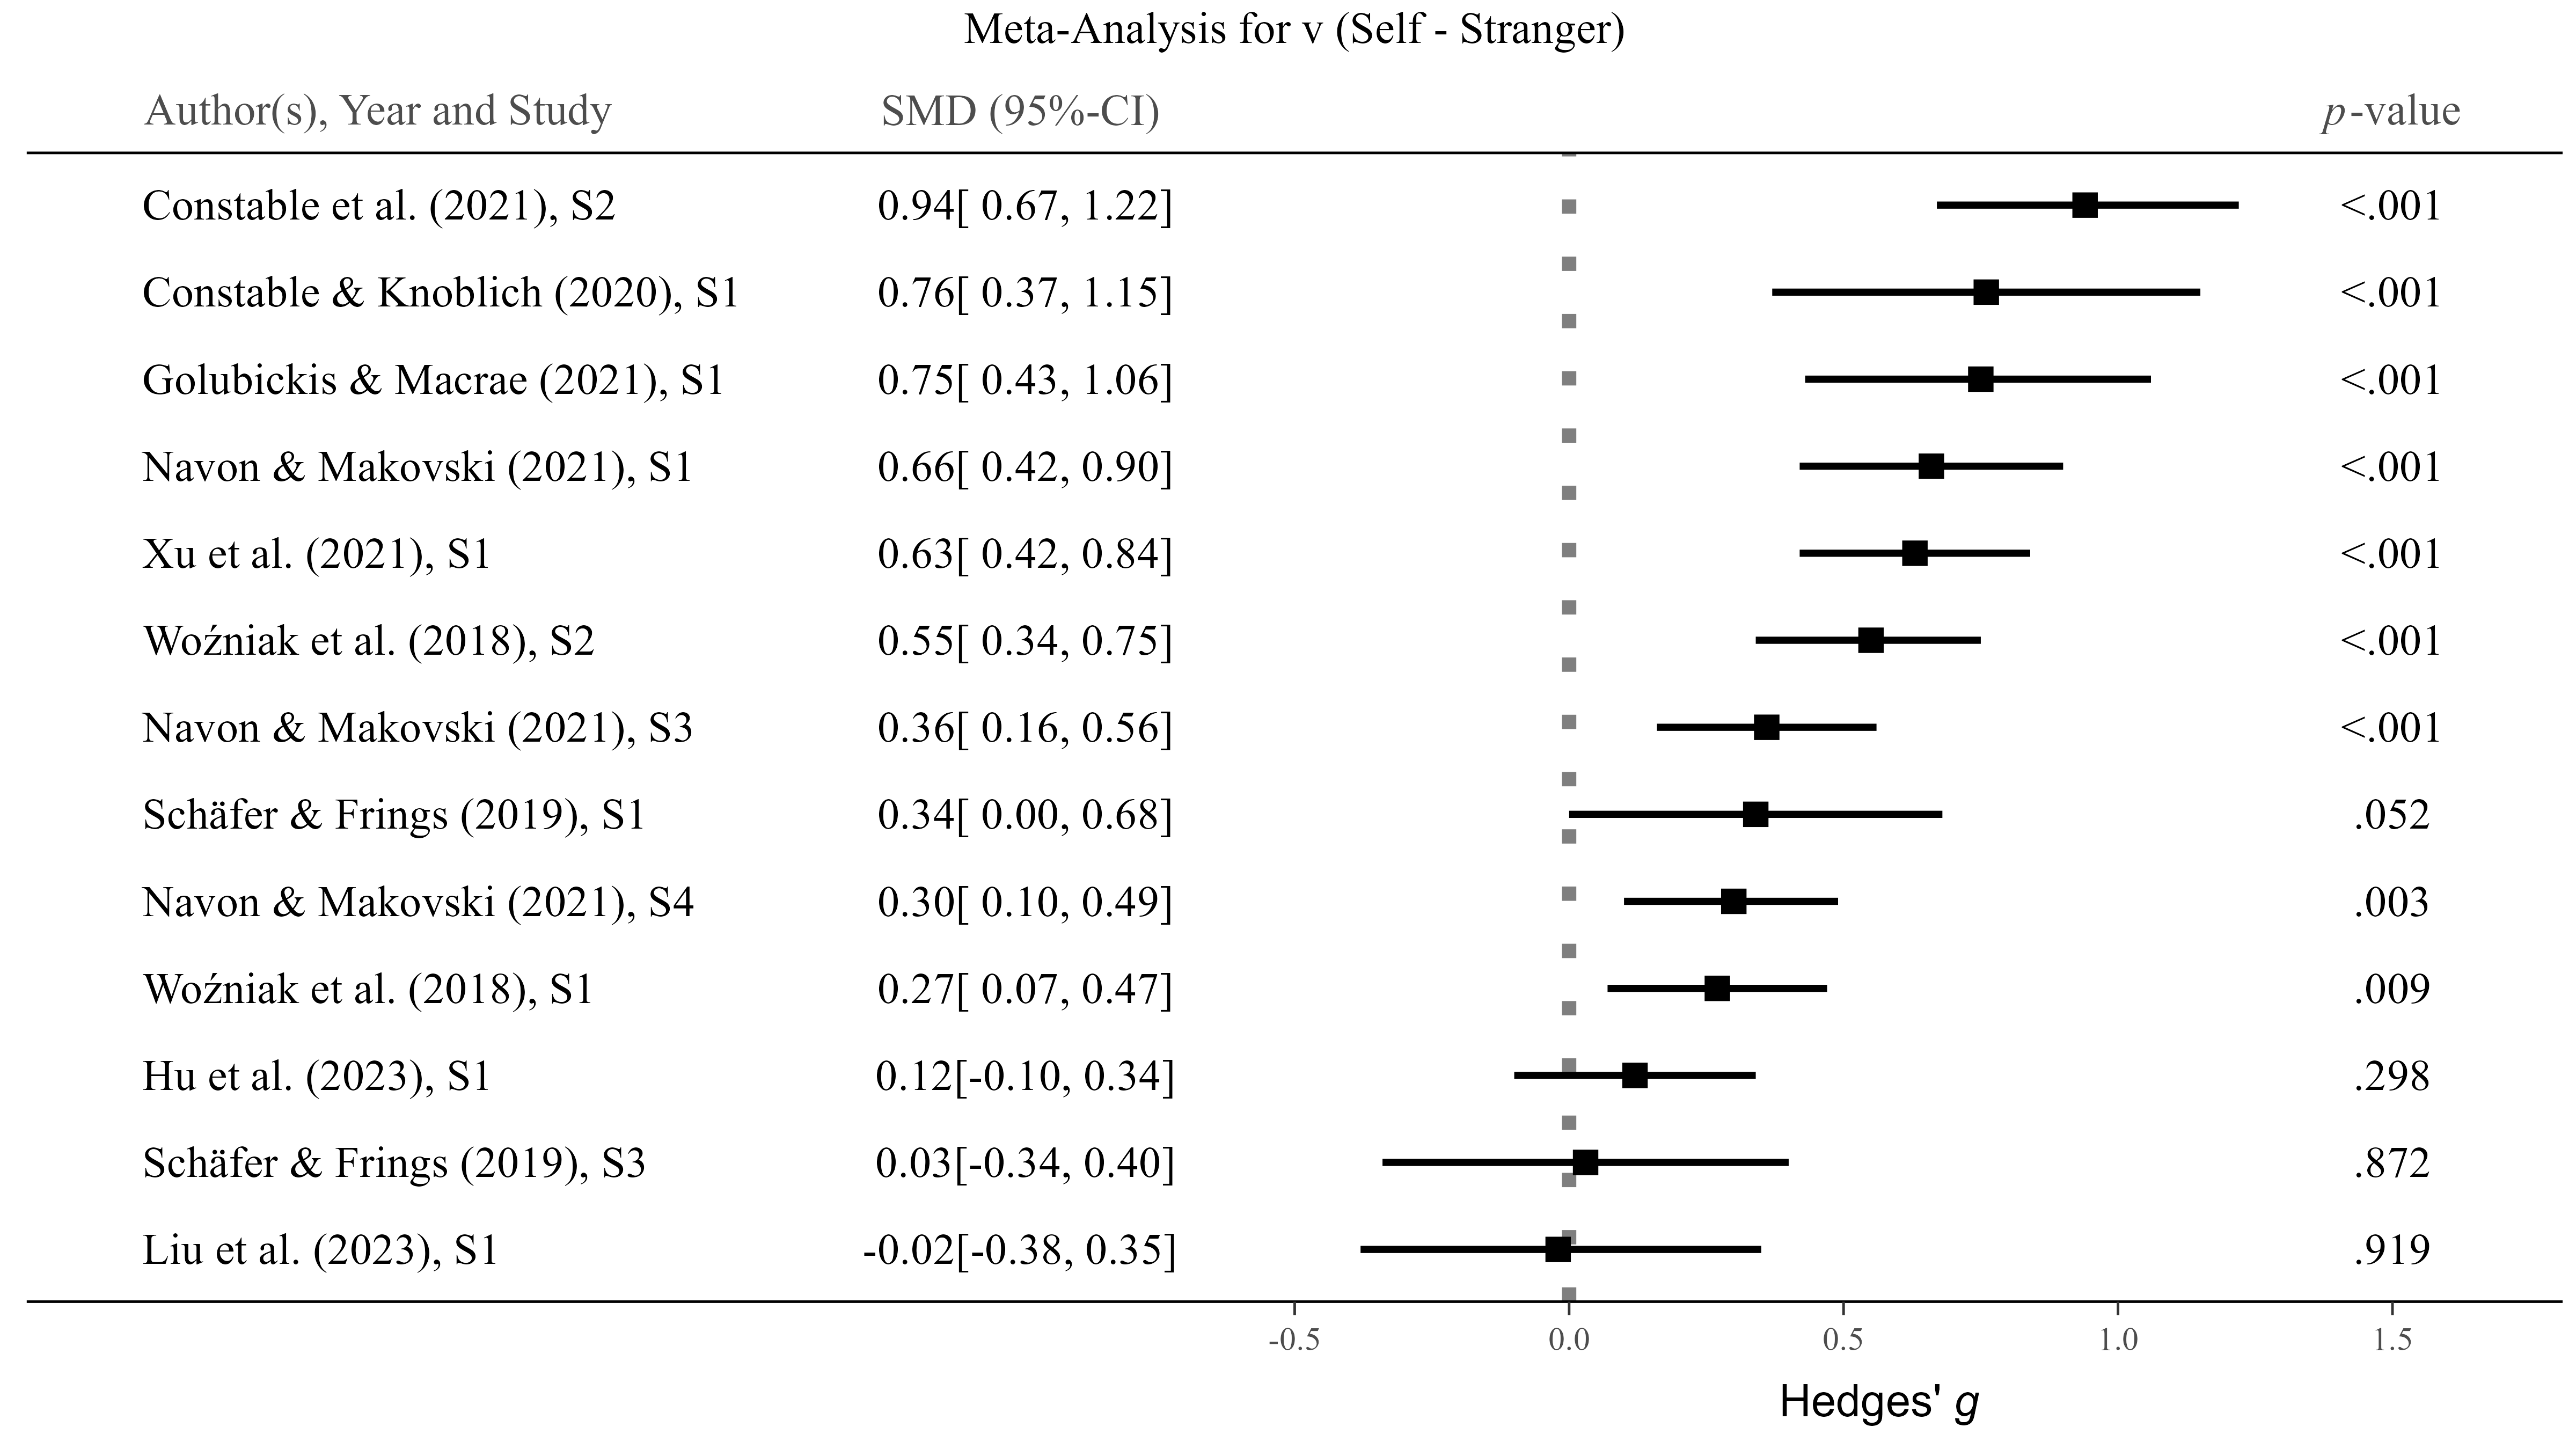 Meta-Analysis for v (Self - Stranger)
Author(s), Year and Study SMD (95%-CI) p-value
Constable et al. (2021), S2 0.94[ 0.67, 1.22] <.001
Constable & Knoblich (2020), S1 0.76[ 0.37, 1.15] <.001
Golubickis & Macrae (2021), S1 0.75[ 0.43, 1.06] <.001
Navon & Makovski (2021), S1 0.66[ 0.42, 0.90] <.001
Xu et al. (2021), S1 0.63[ 0.42, 0.84] <.001
Woźniak et al. (2018), S2 0.55[ 0.34, 0.75] <.001
Navon & Makovski (2021), S3 0.36[ 0.16, 0.56] <.001
Schäfer & Frings (2019), S1 0.34[ 0.00, 0.68] .052
Navon & Makovski (2021), S4 0.30[ 0.10, 0.49] .003
Woźniak et al. (2018), S1 0.27[ 0.07, 0.47] .009
Hu et al. (2023), S1 0.12[-0.10, 0.34] .298
Schäfer & Frings (2019), S3 0.03[-0.34, 0.40] .872
Liu et al. (2023), S1 -0.02[-0.38, 0.35] .919
-0.5 0.0 0.5 1.0 1.5
Hedges' g